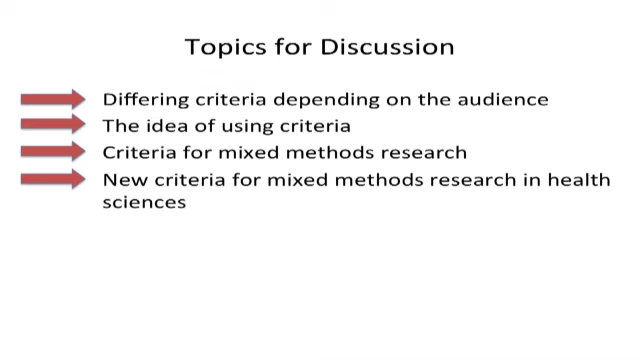 Topics for Discussion
Differing criteria depending on the audience
The idea of using criteria
Criteria for mixed methods research
New criteria for mixed methods research in health
sciences